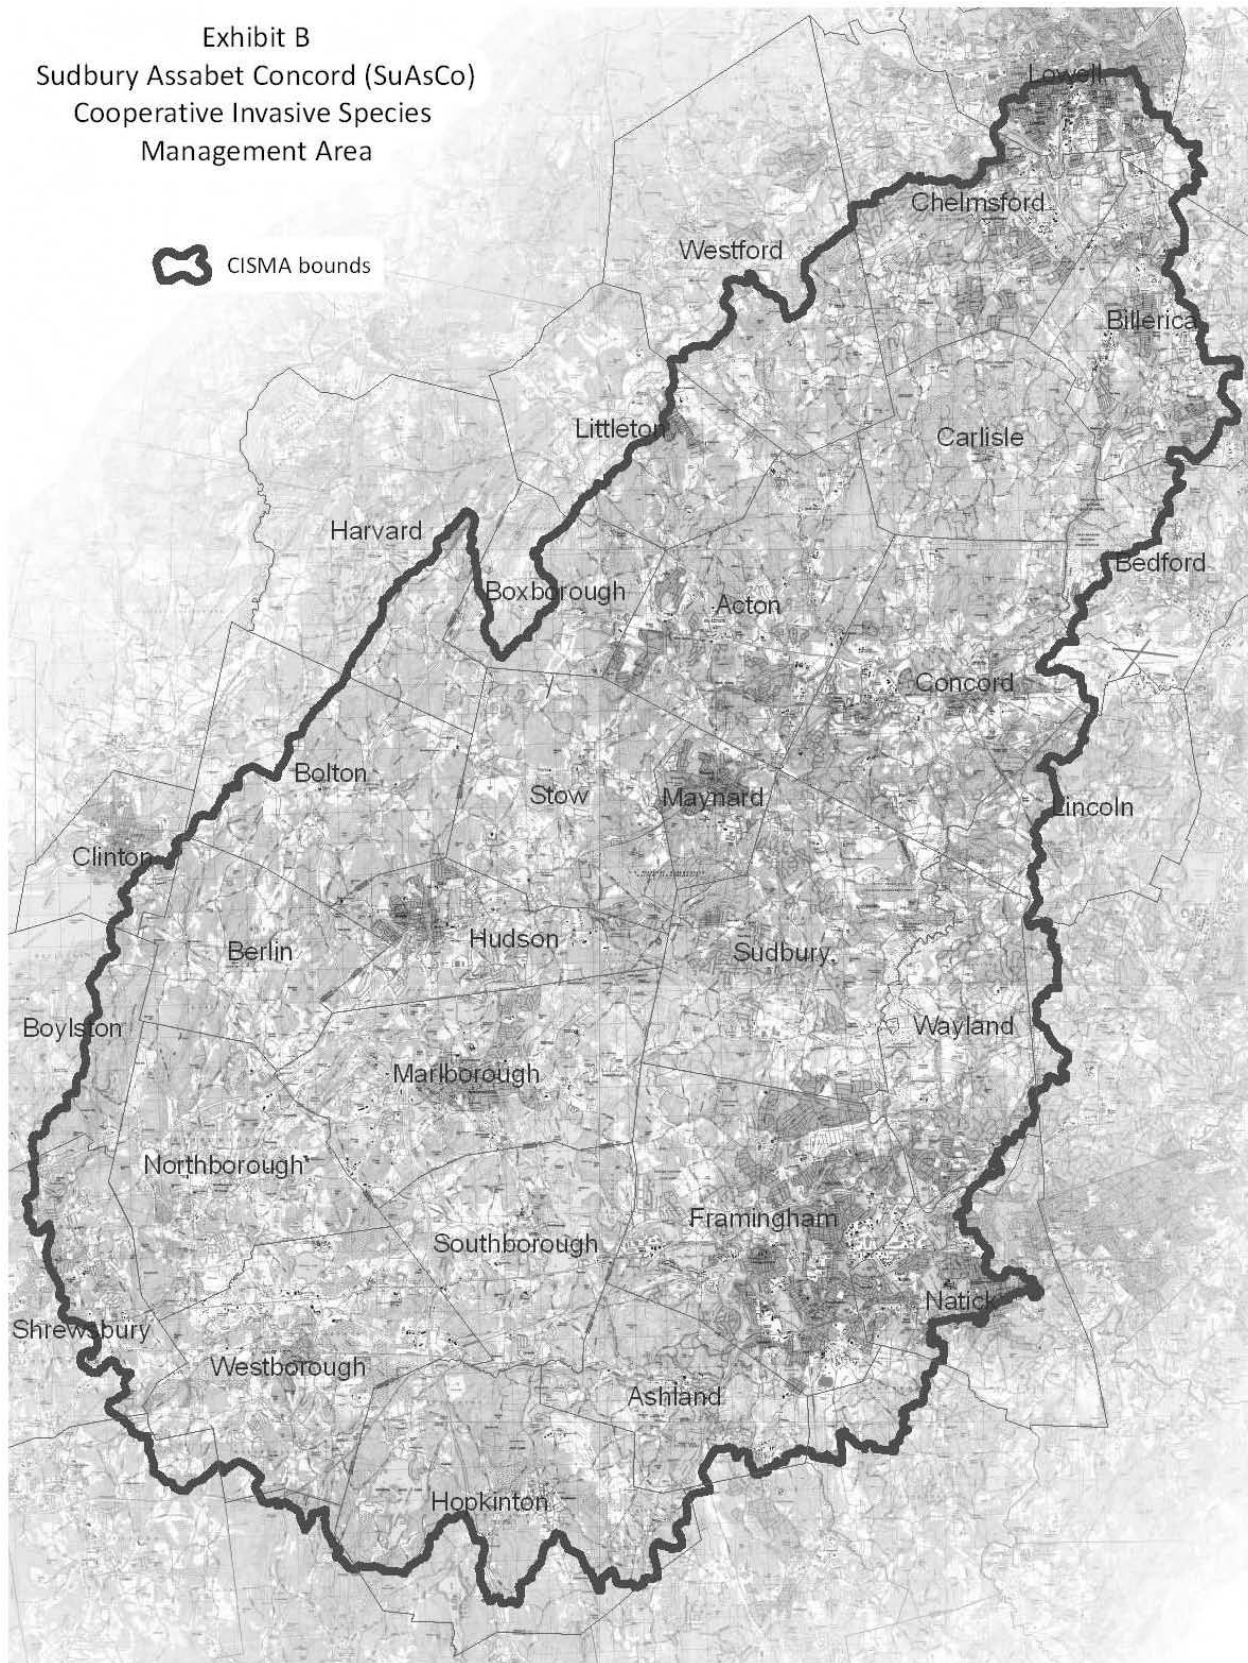 Exhibit B
Sudbury Assabet Concord (SuAsCo)
Cooperative Invasive Species
Management Area
CISMA bounds
Lowell
Chelmsford
Westford
Billerica
Littleton
Carlisle
Harvard
Bedford
Boxborough
Acton
Concord
Bolton
Stow
Maynard
Lincoln
Clinton
Berlin
Hudson
Sudbury
Boylston
Wayland
Marlborough
Northborough
Framingham
Southborough
Natick
Shrewsbury
Westborough
Ashland
Hopkinton